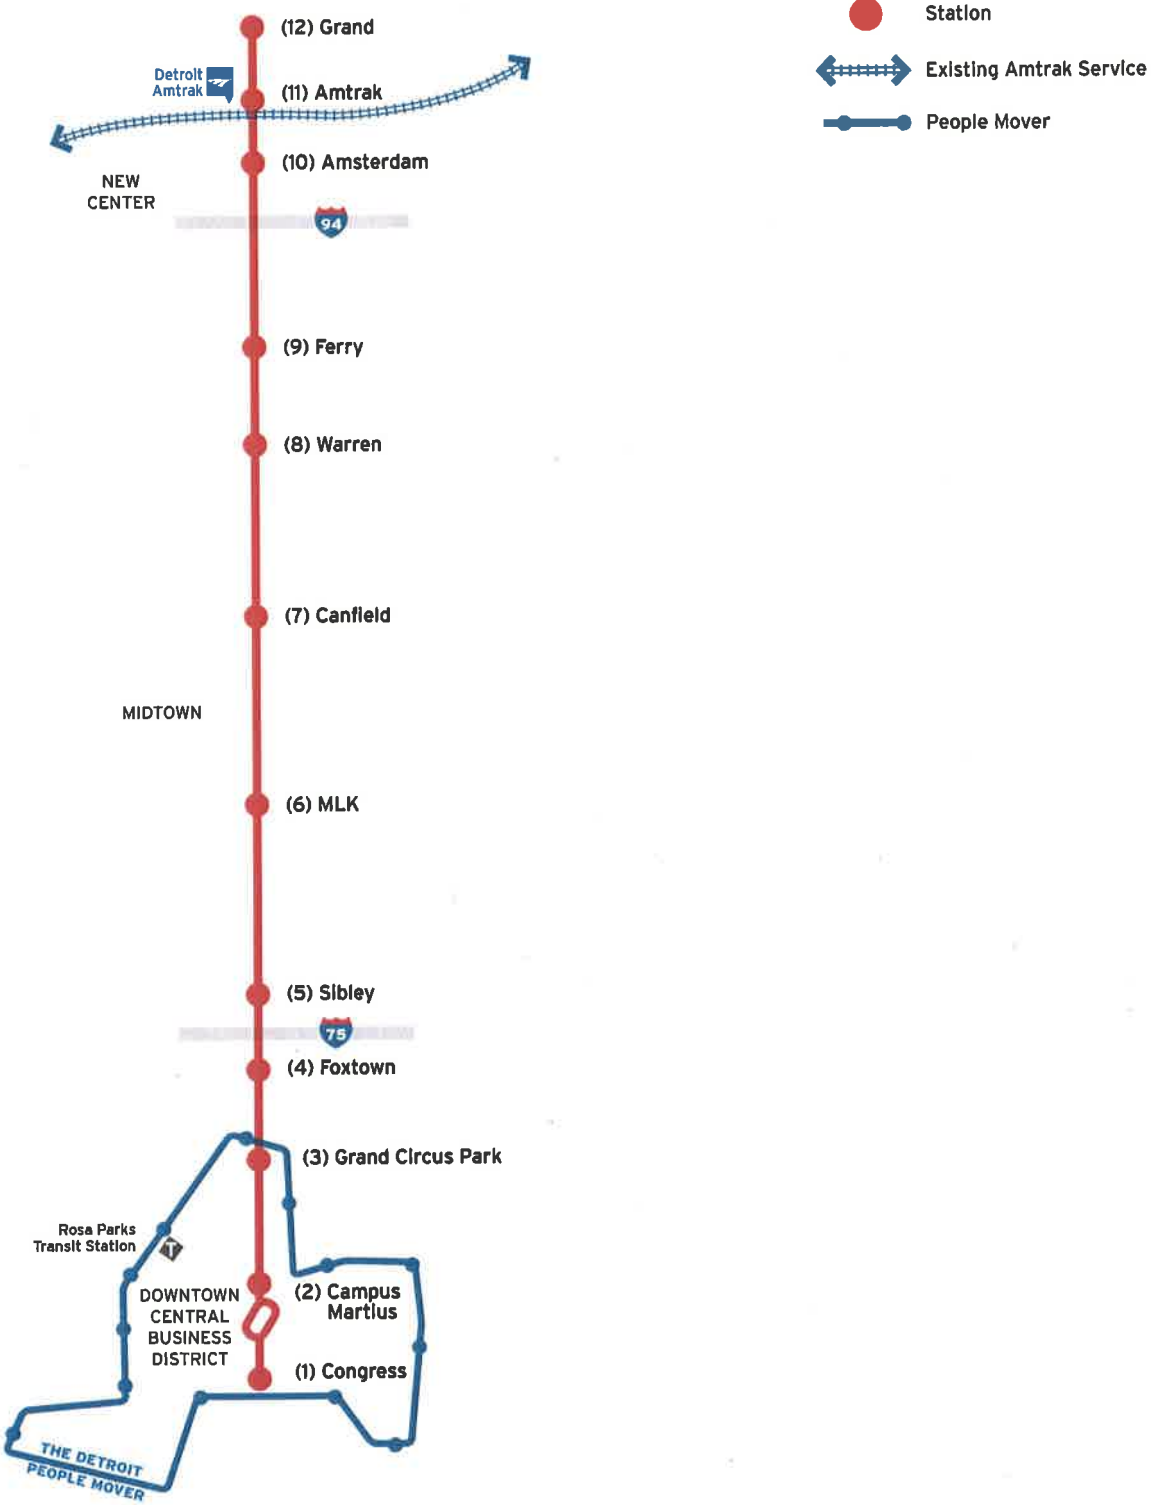 Station
Existing Amtrak Service
People Mover
(12) Grand
Detroit
Amtrak
(11) Amtrak
(10) Amsterdam
NEW
CENTER
94
(9) Ferry
(8) Warren
(7) Canfield
MIDTOWN
(6) MLK
(5) Sibley
75
(4) Foxtown
(3) Grand Circus Park
Rosa Parks
Transit Station
T
DOWNTOWN
CENTRAL
BUSINESS
DISTRICT
(2) Campus
Martius
(1) Congress
THE DETROIT
PEOPLE MOVER